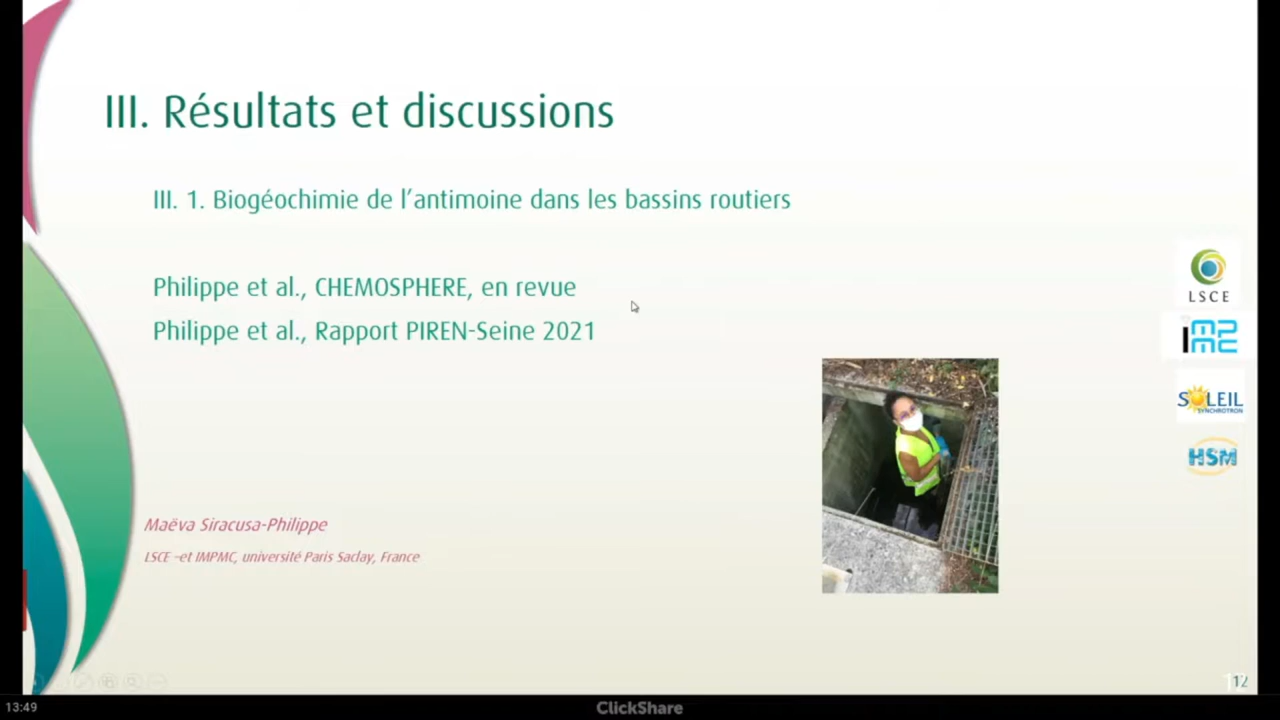 III. Résultats et discussions
III. 1. Biogéochimie de l'antimoine dans les bassins routiers
Philippe et al., CHEMOSPHERE, en revue
Philippe et al., Rapport PIREN-Seine 2021
LSCE
impmc
SOLEIL
SYNCHROTRON
HSM
Maëva Siracusa-Philippe
LSCE –et IMPMC, université Paris Saclay, France
12
13:49
ClickShare